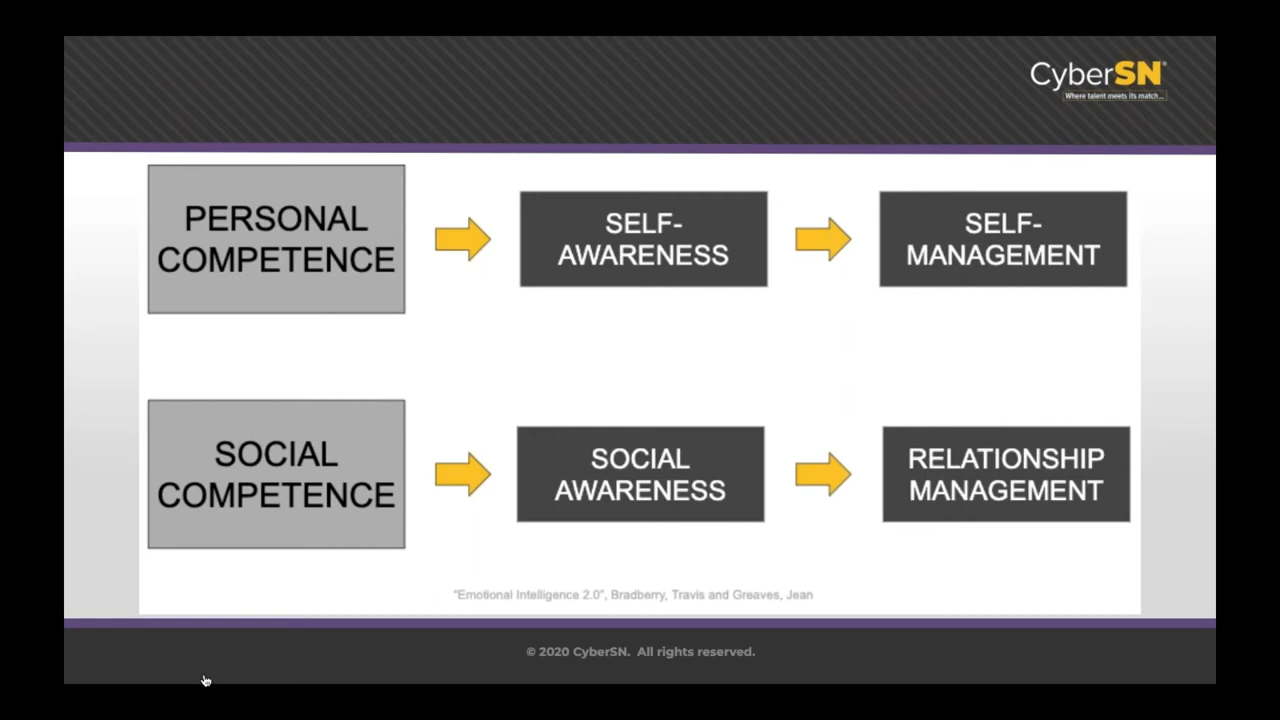 CyberSN®
Where talent meets its match...
PERSONAL
COMPETENCE
SELF-
AWARENESS
SELF-
MANAGEMENT
SOCIAL
COMPETENCE
SOCIAL
AWARENESS
RELATIONSHIP
MANAGEMENT
"Emotional Intelligence 2.0", Bradberry, Travis and Greaves, Jean
© 2020 CyberSN. All rights reserved.